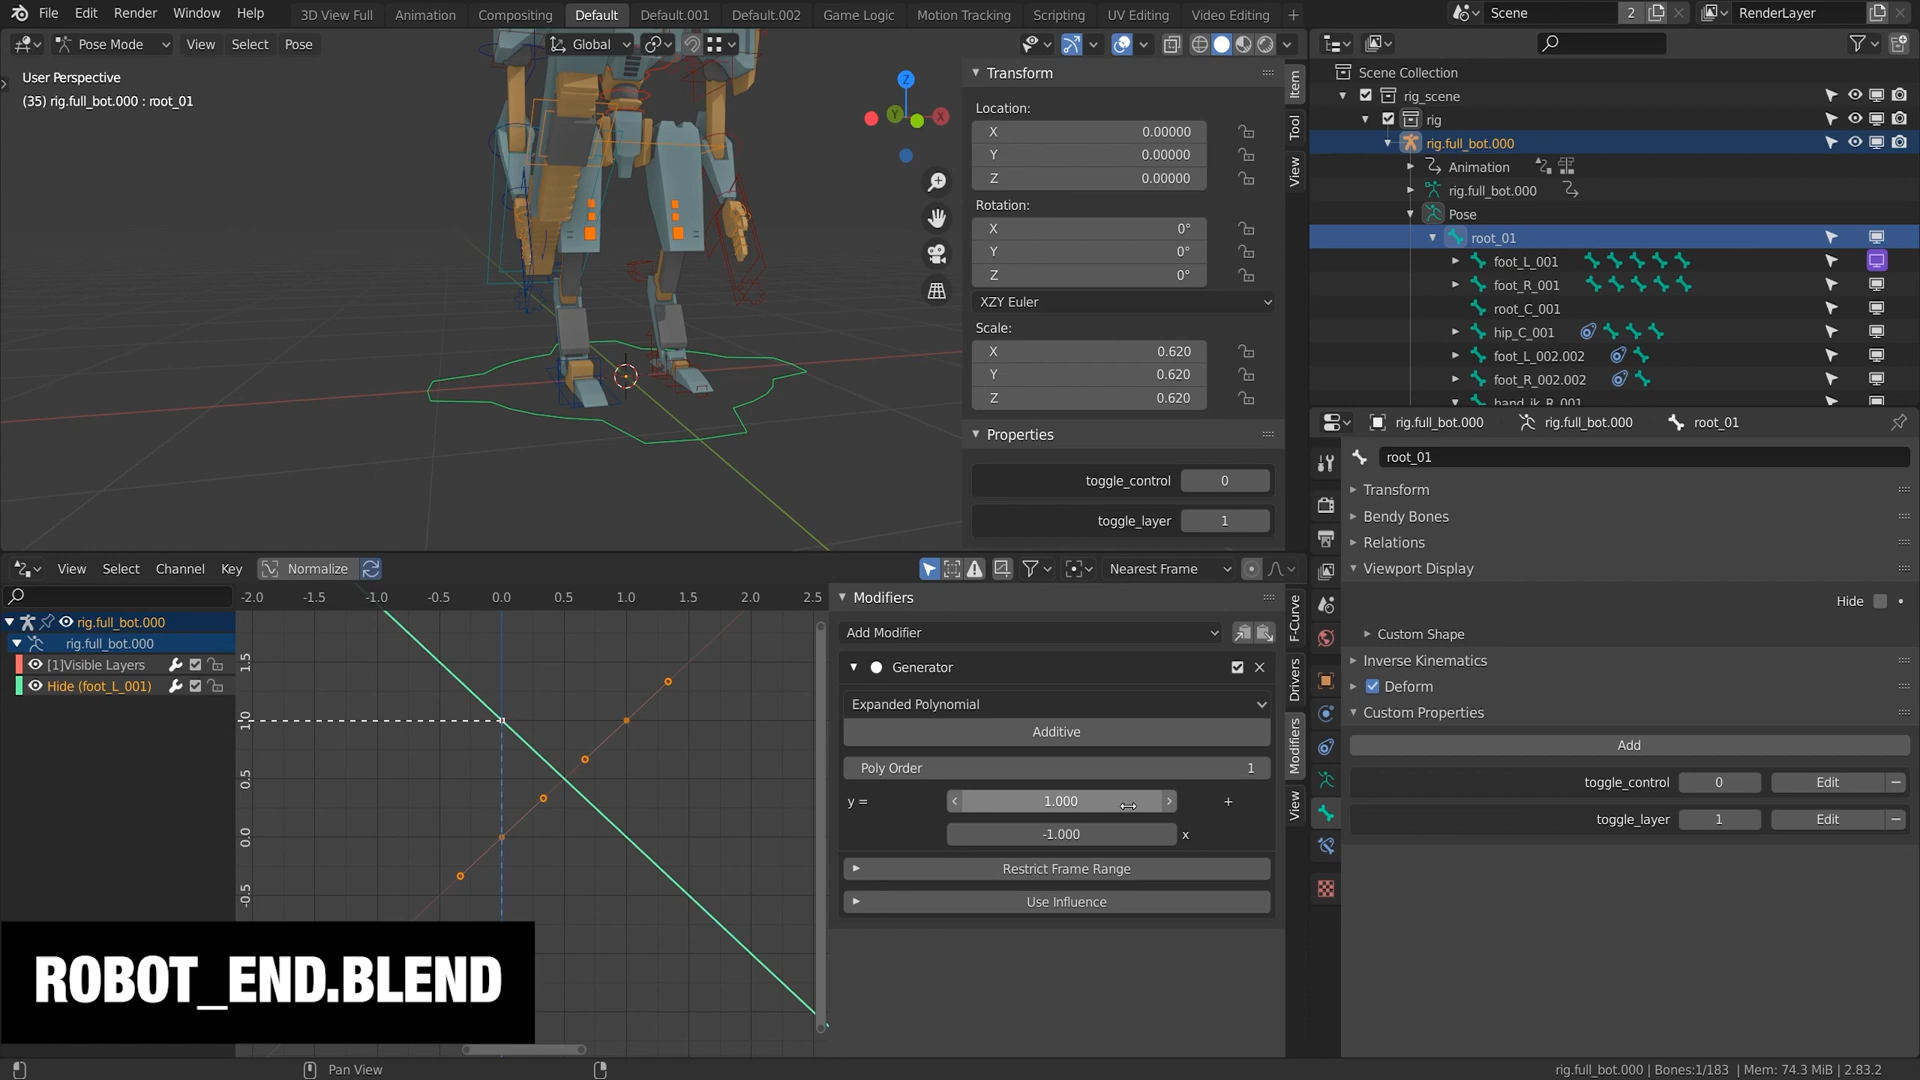 File Edit Render Window Help 3D View Full Animation Compositing Default Default.001 Default.002 Game Logic Motion Tracking Scripting UV Editing Video Editing + Scene 2 RenderLayer
Pose Mode View Select Pose Global
User Perspective
(35) rig.full_bot.000 : root_01
Z
Y
X
Transform
Location:
X 0.00000
Y 0.00000
Z 0.00000
Rotation:
X 0°
Y 0°
Z 0°
XZY Euler
Scale:
X 0.620
Y 0.620
Z 0.620
Properties
toggle_control 0
toggle_layer 1
Item
Tool
View
Scene Collection
rig_scene
rig
rig.full_bot.000
Animation
rig.full_bot.000
Pose
root_01
foot_L_001
foot_R_001
root_C_001
hip_C_001
foot_L_002.002
foot_R_002.002
hand_ik_R_001
rig.full_bot.000 rig.full_bot.000 root_01
root_01
Transform
Bendy Bones
Relations
Viewport Display
Hide
Custom Shape
Inverse Kinematics
Deform
Custom Properties
Add
toggle_control 0 Edit
toggle_layer 1 Edit
View Select Channel Key Normalize Nearest Frame
rig.full_bot.000
rig.full_bot.000
[1]Visible Layers
Hide (foot_L_001)
-2.0 -1.5 -1.0 -0.5 0.0 0.5 1.0 1.5 2.0 2.5
1.5
1.0
0.5
0.0
-0.5
Modifiers
Add Modifier
Generator
Expanded Polynomial
Additive
Poly Order 1
y = 1.000 +
-1.000 x
Restrict Frame Range
Use Influence
F-Curve
Drivers
Modifiers
View
ROBOT_END.BLEND
Pan View
rig.full_bot.000 | Bones:1/183 | Mem: 74.3 MiB | 2.83.2